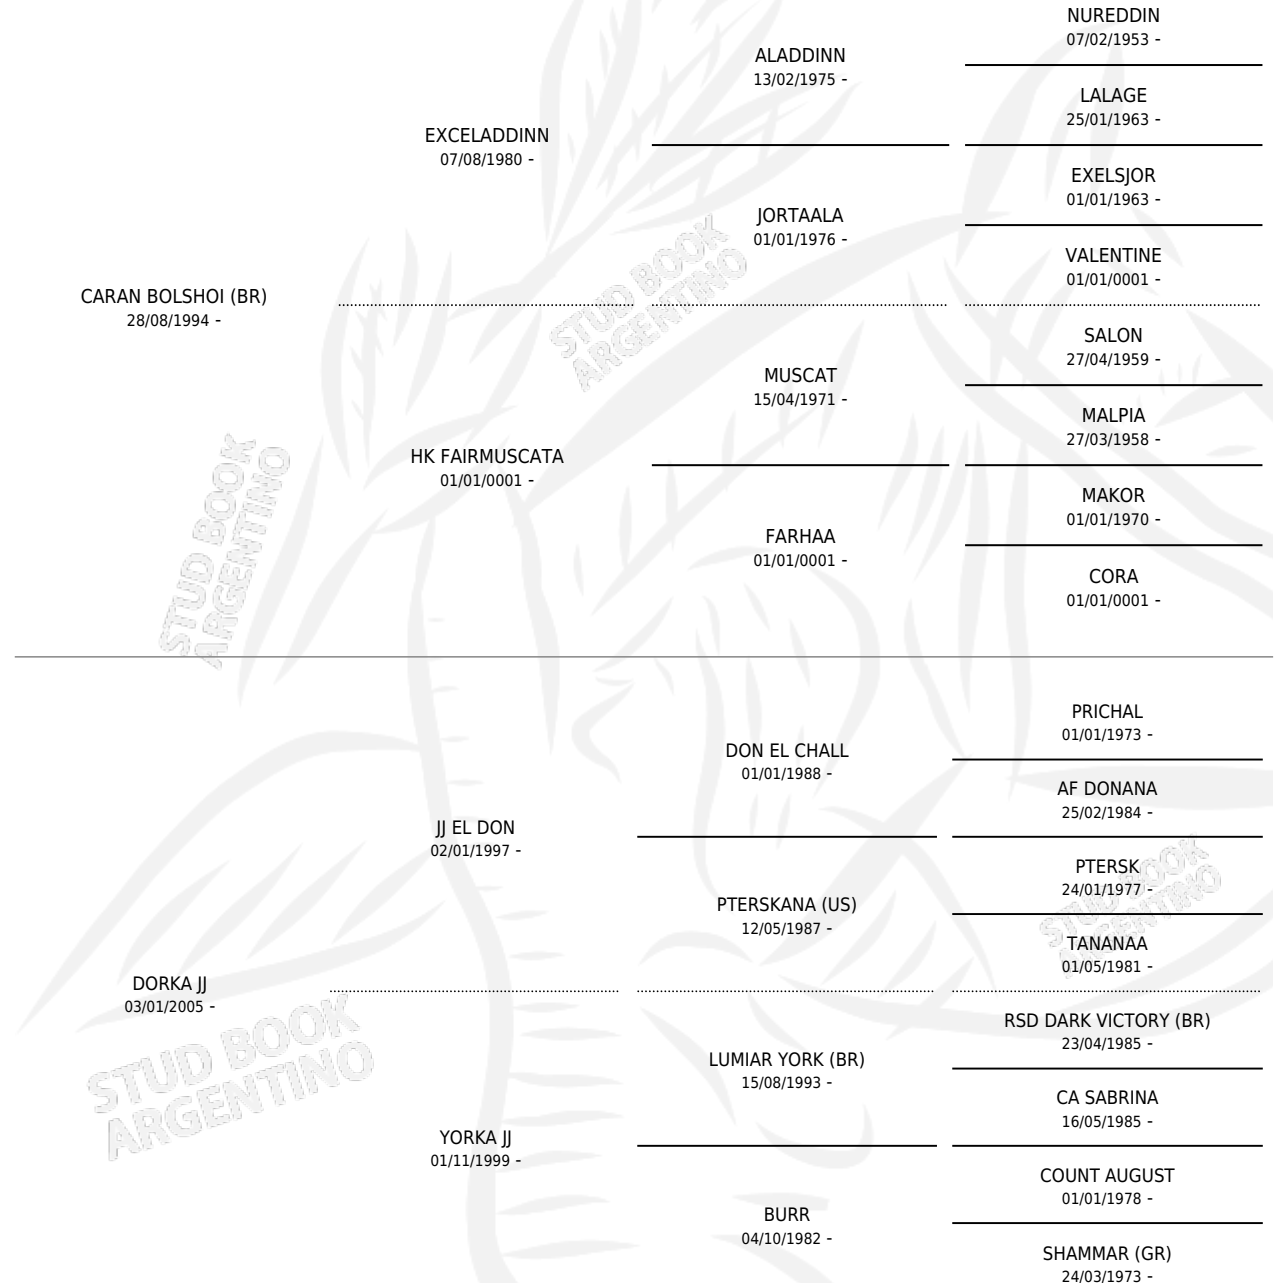 NUREDDIN
07/02/1953 -
ALADDINN
13/02/1975 -
LALAGE
25/01/1963 -
EXCELADDINN
07/08/1980 -
EXELSJOR
01/01/1963 -
JORTAALA
01/01/1976 -
VALENTINE
01/01/0001 -
CARAN BOLSHOI (BR)
28/08/1994 -
STUD BOOK
ARGENTINO
SALON
27/04/1959 -
MUSCAT
15/04/1971 -
MALPIA
27/03/1958 -
HK FAIRMUSCATA
01/01/0001 -
MAKOR
01/01/1970 -
FARHAA
01/01/0001 -
CORA
01/01/0001 -
STUD BOOK
ARGENTINO
PRICHAL
01/01/1973 -
DON EL CHALL
01/01/1988 -
AF DONANA
25/02/1984 -
JJ EL DON
02/01/1997 -
PTERSK
24/01/1977 -
PTERSKANA (US)
12/05/1987 -
TANANAA
01/05/1981 -
STUD BOOK
ARGENTINO
DORKA JJ
03/01/2005 -
RSD DARK VICTORY (BR)
23/04/1985 -
LUMIAR YORK (BR)
15/08/1993 -
CA SABRINA
16/05/1985 -
STUD BOOK
ARGENTINO
YORKA JJ
01/11/1999 -
COUNT AUGUST
01/01/1978 -
BURR
04/10/1982 -
SHAMMAR (GR)
24/03/1973 -